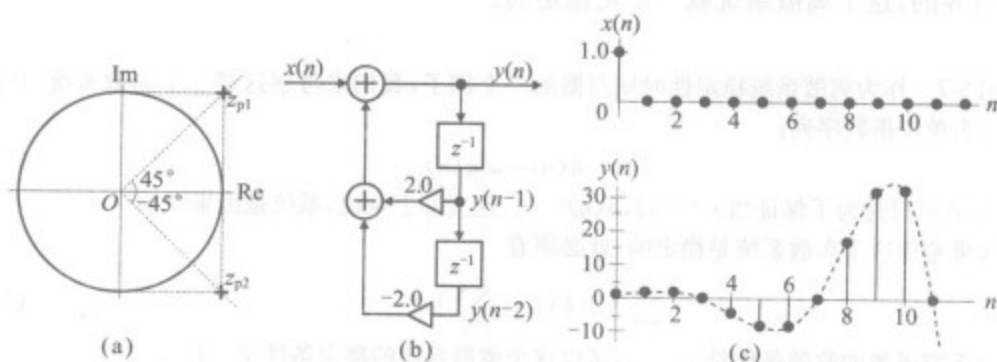 Im
z_p1
45°
O
-45°
Re
z_p2
(a)
x(n)
y(n)
z⁻¹
2.0
y(n-1)
z⁻¹
-2.0
y(n-2)
(b)
x(n)
1.0
0
2 4 6 8 10 n
y(n)
30
20
10
0
-10
2 4 6 8 10 n
(c)